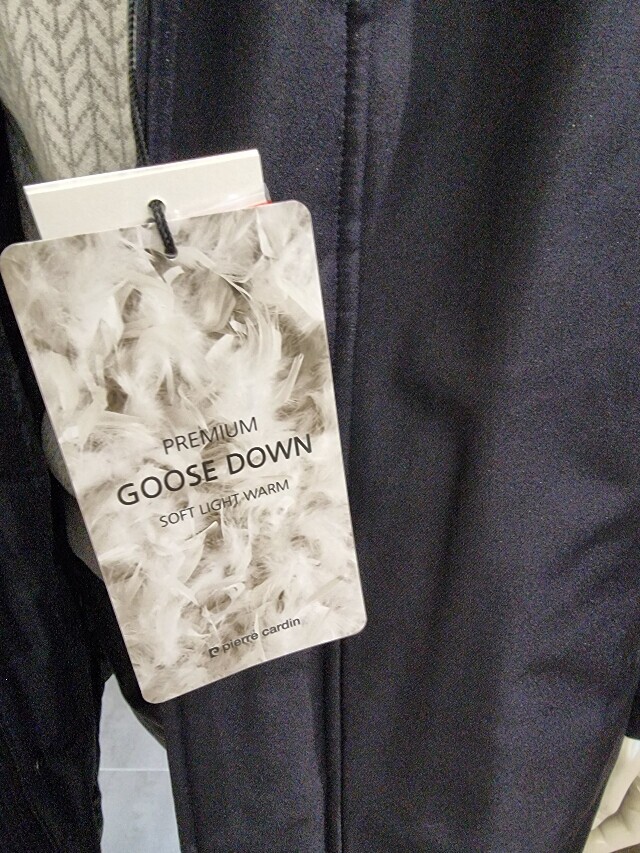 PREMIUM
GOOSE DOWN
SOFT LIGHT WARM
pierre cardin